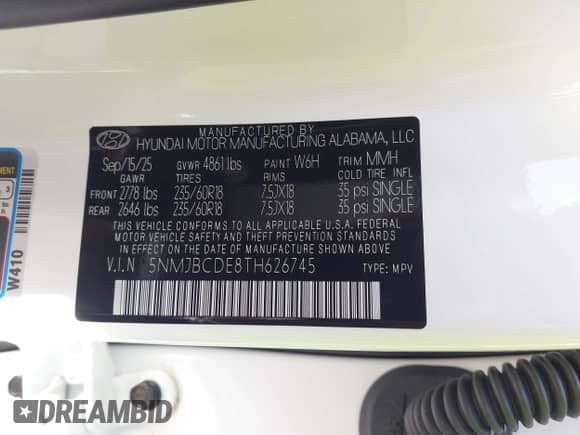 MANUFACTURED BY
HYUNDAI MOTOR MANUFACTURING ALABAMA, LLC
Sep/15/25 GVWR 4861 lbs PAINT W6H TRIM MMH
GAWR TIRES RIMS COLD TIRE INFL
FRONT 2778 lbs 235/60R18 7.5JX18 35 psi SINGLE
REAR 2646 lbs 235/60R18 7.5JX18 35 psi SINGLE
THIS VEHICLE CONFORMS TO ALL APPLICABLE U.S.A. FEDERAL
MOTOR VEHICLE SAFETY AND THEFT PREVENTION STANDARDS
IN EFFECT ON THE DATE OF MANUFACTURE SHOWN ABOVE.
V.I.N 5NMJBCDE8TH626745 TYPE: MPV
W410
DREAMBID